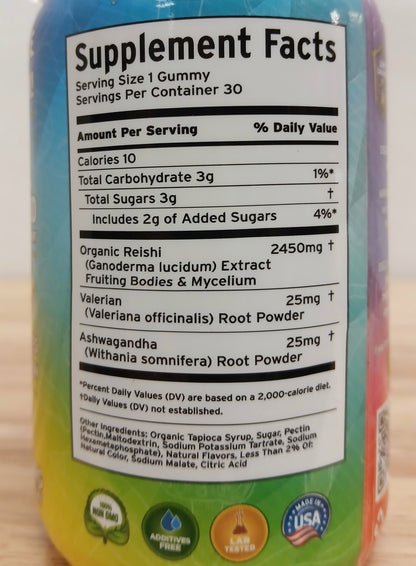 Supplement Facts
Serving Size 1 Gummy
Servings Per Container 30
Amount Per Serving % Daily Value
Calories 10
Total Carbohydrate 3g 1%*
Total Sugars 3g †
Includes 2g of Added Sugars 4%*
Organic Reishi 2450mg †
(Ganoderma lucidum) Extract
Fruiting Bodies & Mycelium
Valerian 25mg †
(Valeriana officinalis) Root Powder
Ashwagandha 25mg †
(Withania somnifera) Root Powder
*Percent Daily Values (DV) are based on a 2,000-calorie diet.
†Daily Values (DV) not established.
Other Ingredients: Organic Tapioca Syrup, Sugar, Pectin
(Pectin,Maltodextrin, Sodium Potassium Tartrate, Sodium
Hexametaphosphate), Natural Flavors, Less Than 2% Of:
Natural Color, Sodium Malate, Citric Acid
100%
NON GMO
ADDITIVES
FREE
LAB
TESTED
MADE IN
USA